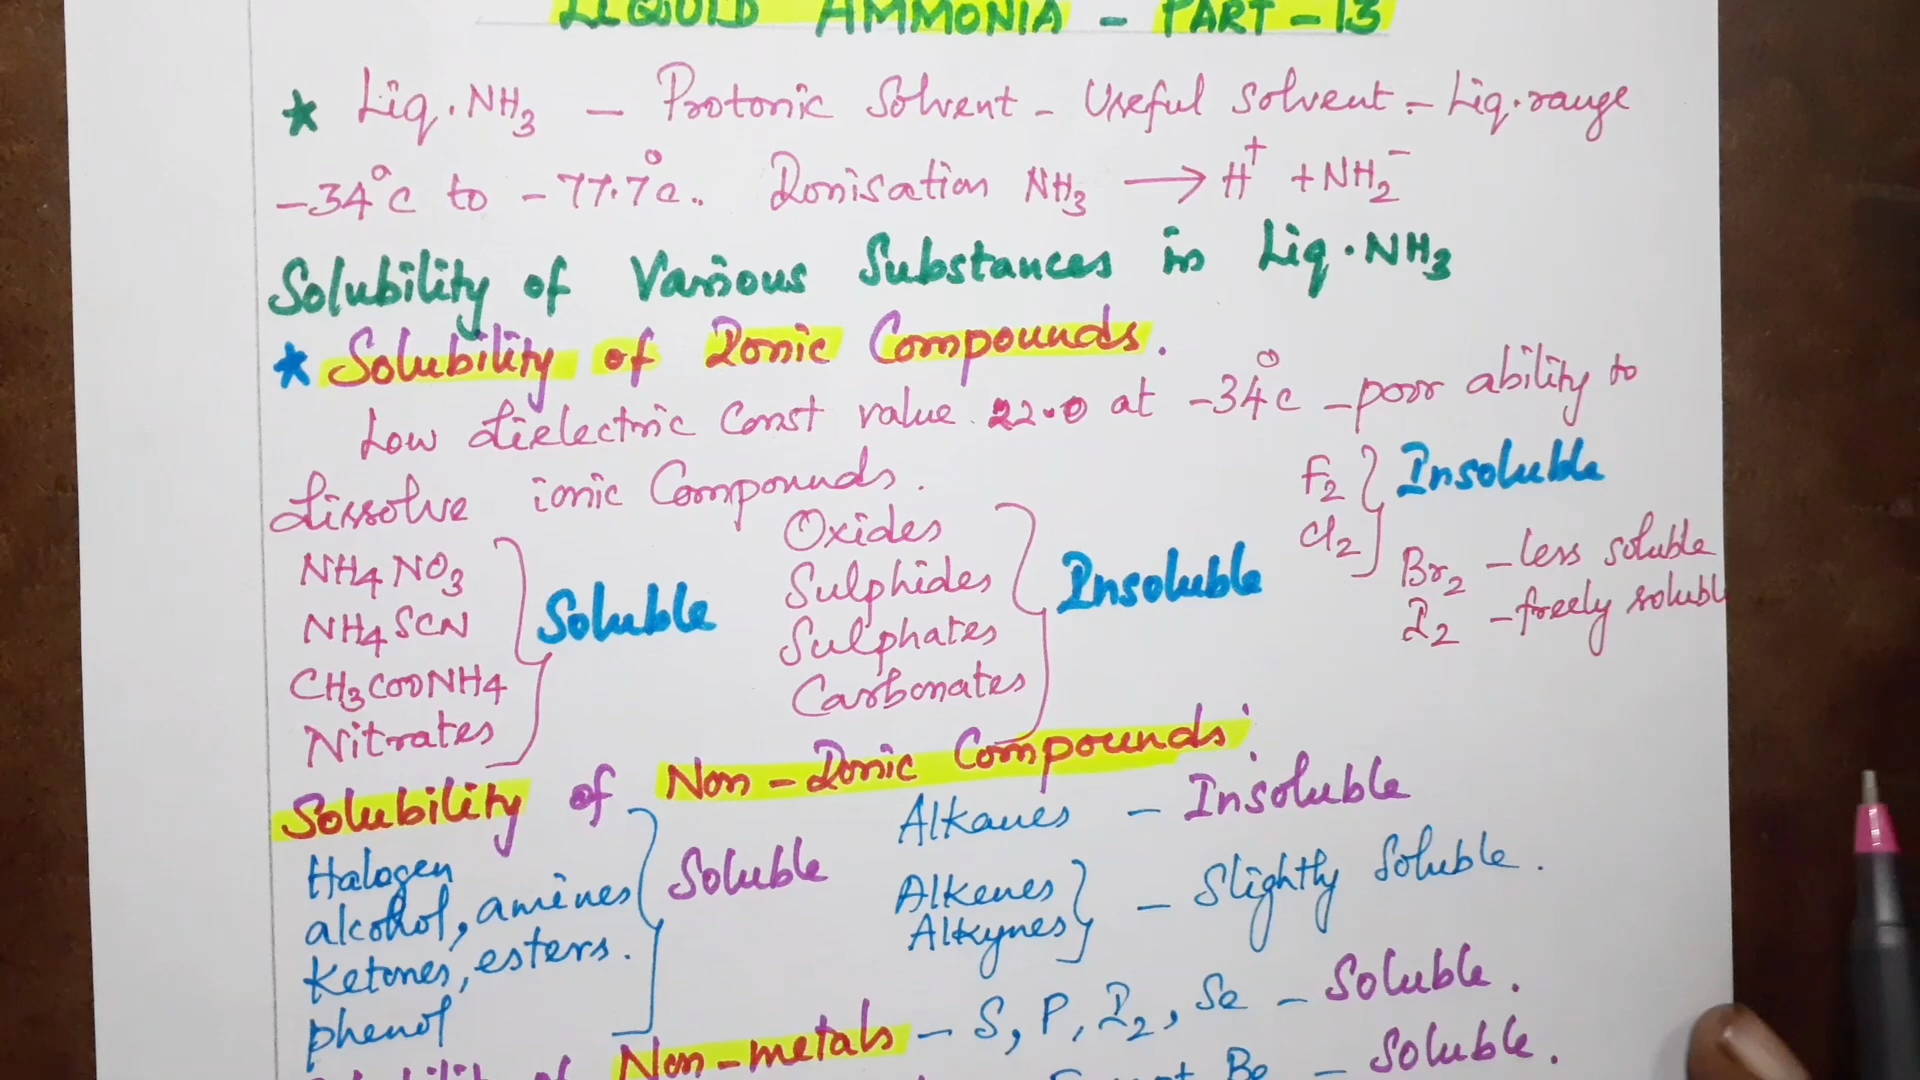 LIQUID AMMONIA - PART - 13
* Liq. NH3 - Protonic Solvent - Useful solvent - Liq. range
-34°c to -77.7°c. Ionisation NH3 → H+ + NH2-
Solubility of Various Substances in Liq. NH3
* Solubility of Ionic Compounds.
Low dielectric Const value 22.0 at -34°c - poor ability to
dissolve ionic Compounds.
NH4NO3
NH4SCN
CH3COONH4
Nitrates
Soluble
Oxides
Sulphides
Sulphates
Carbonates
Insoluble
F2
Cl2
Insoluble
Br2 - less soluble
I2 - freely soluble
Solubility of Non-Ionic Compounds:
Halogen
alcohol, amines
Ketones, esters.
phenol
Soluble
Alkanes - Insoluble
Alkenes
Alkynes
- Slightly Soluble.
Non-metals - S, P, I2, Se - Soluble.
Be - Soluble.